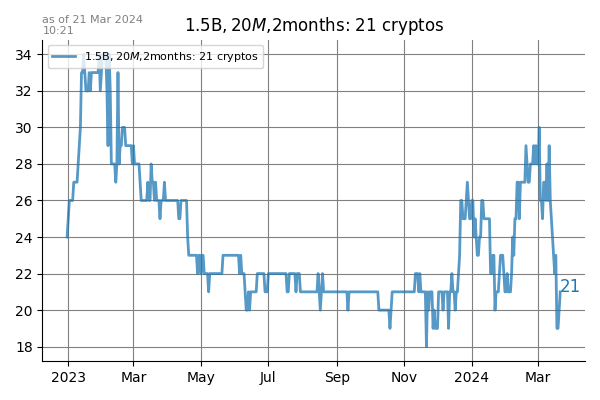 as of 21 Mar 2024
10:21
1.5B, 20M, 2months: 21 cryptos
1.5B, 20M, 2months: 21 cryptos
34
32
30
28
26
24
22
20
18
21
2023
Mar
May
Jul
Sep
Nov
2024
Mar